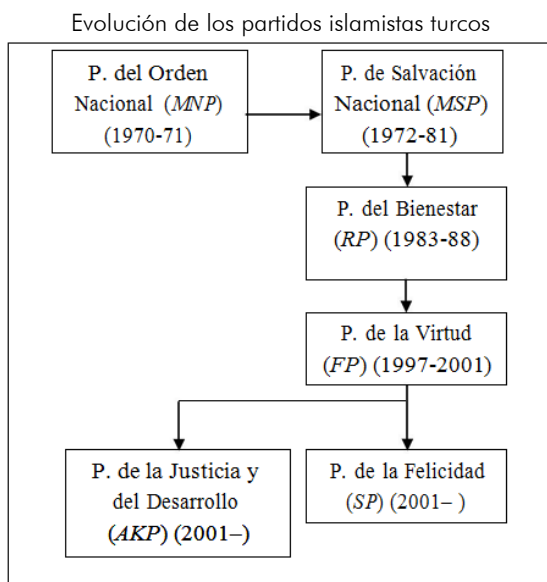 Evolución de los partidos islamistas turcos
P. del Orden
Nacional (MNP)
(1970-71)
P. de Salvación
Nacional (MSP)
(1972-81)
P. del Bienestar
(RP) (1983-88)
P. de la Virtud
(FP) (1997-2001)
P. de la Justicia y
del Desarrollo
(AKP) (2001–)
P. de la Felicidad
(SP) (2001– )